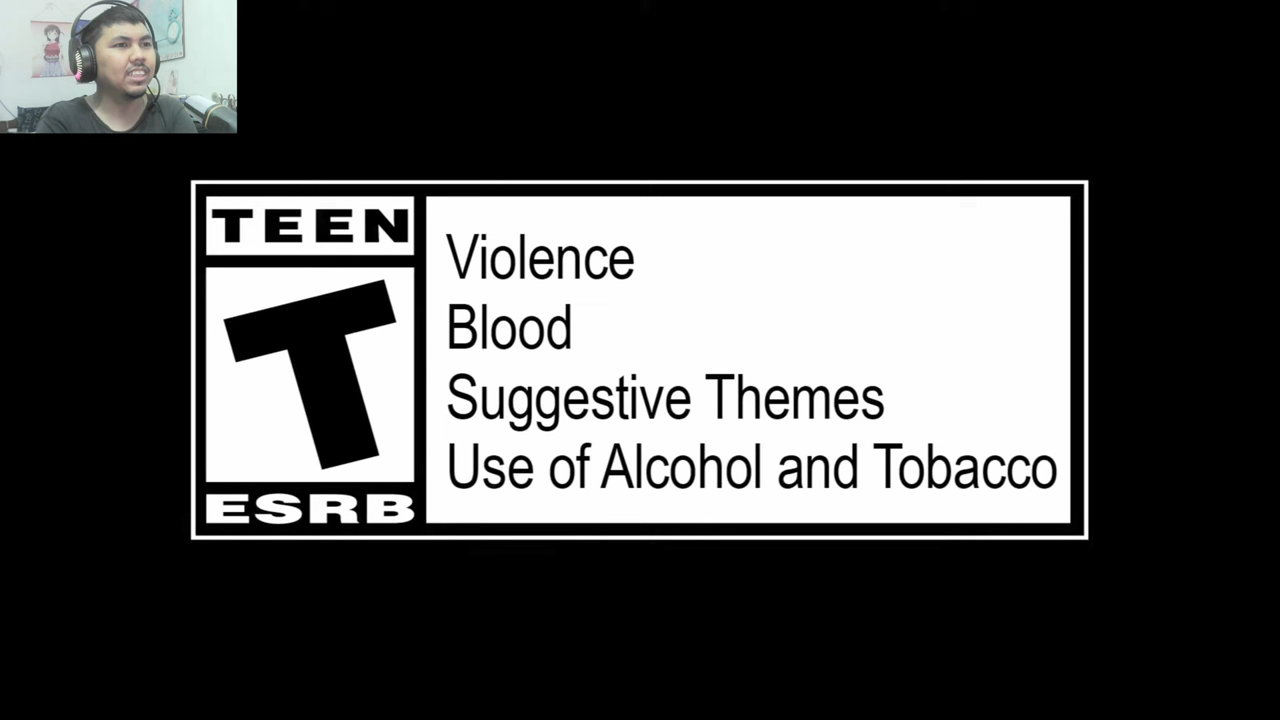 TEEN
T
ESRB
Violence
Blood
Suggestive Themes
Use of Alcohol and Tobacco